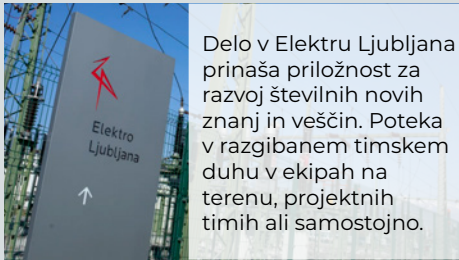 Elektro
Ljubljana
Delo v Elektru Ljubljana
prinaša priložnost za
razvoj številnih novih
znanj in veščin. Poteka
v razgibanem timskem
duhu v ekipah na
terenu, projektnih
timih ali samostojno.